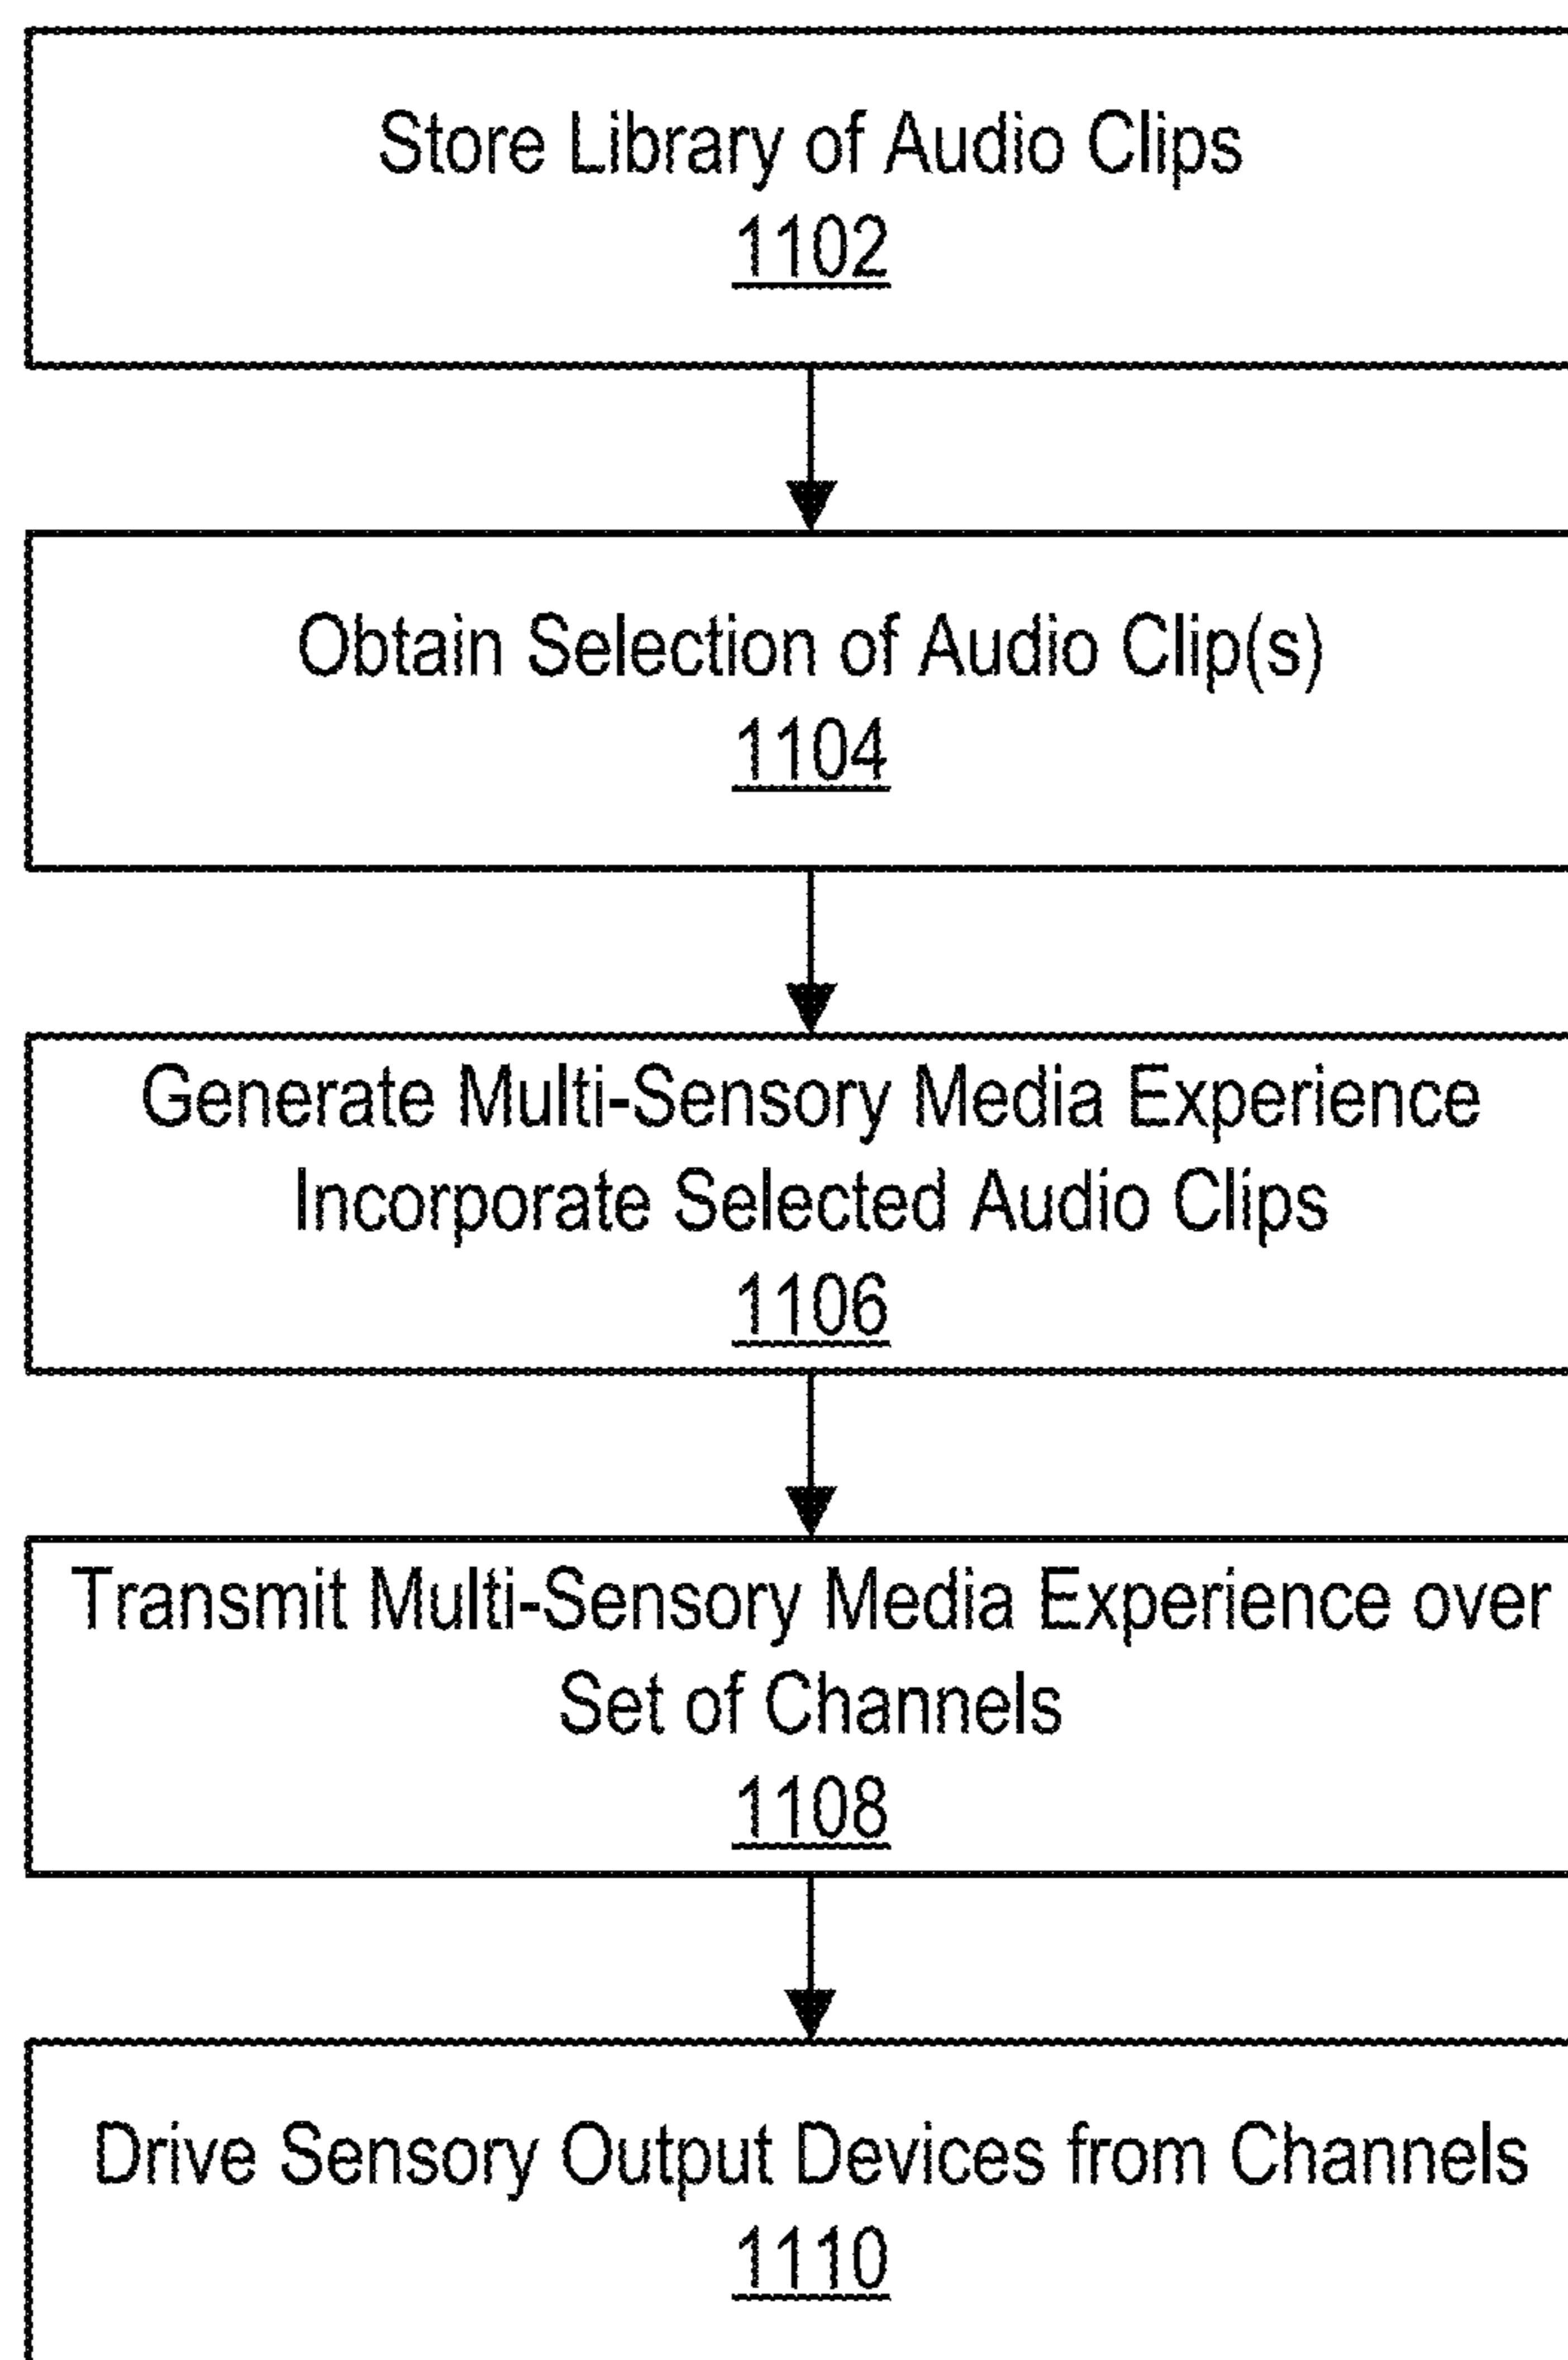 Store Library of Audio Clips
1102
Obtain Selection of Audio Clip(s)
1104
Generate Multi-Sensory Media Experience
Incorporate Selected Audio Clips
1106
Transmit Multi-Sensory Media Experience over
Set of Channels
1108
Drive Sensory Output Devices from Channels
1110